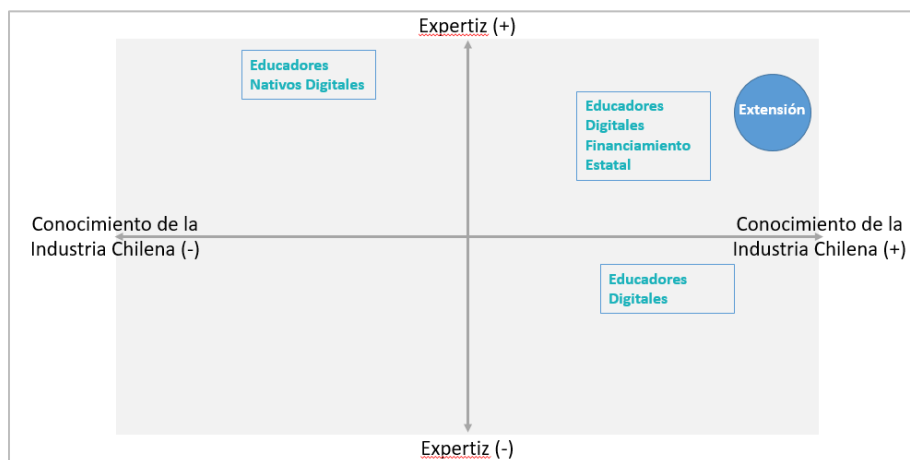 Expertiz (+)
Educadores
Nativos Digitales
Educadores
Digitales
Financiamiento
Estatal
Extensión
Conocimiento de la
Industria Chilena (-)
Conocimiento de la
Industria Chilena (+)
Educadores
Digitales
Expertiz (-)